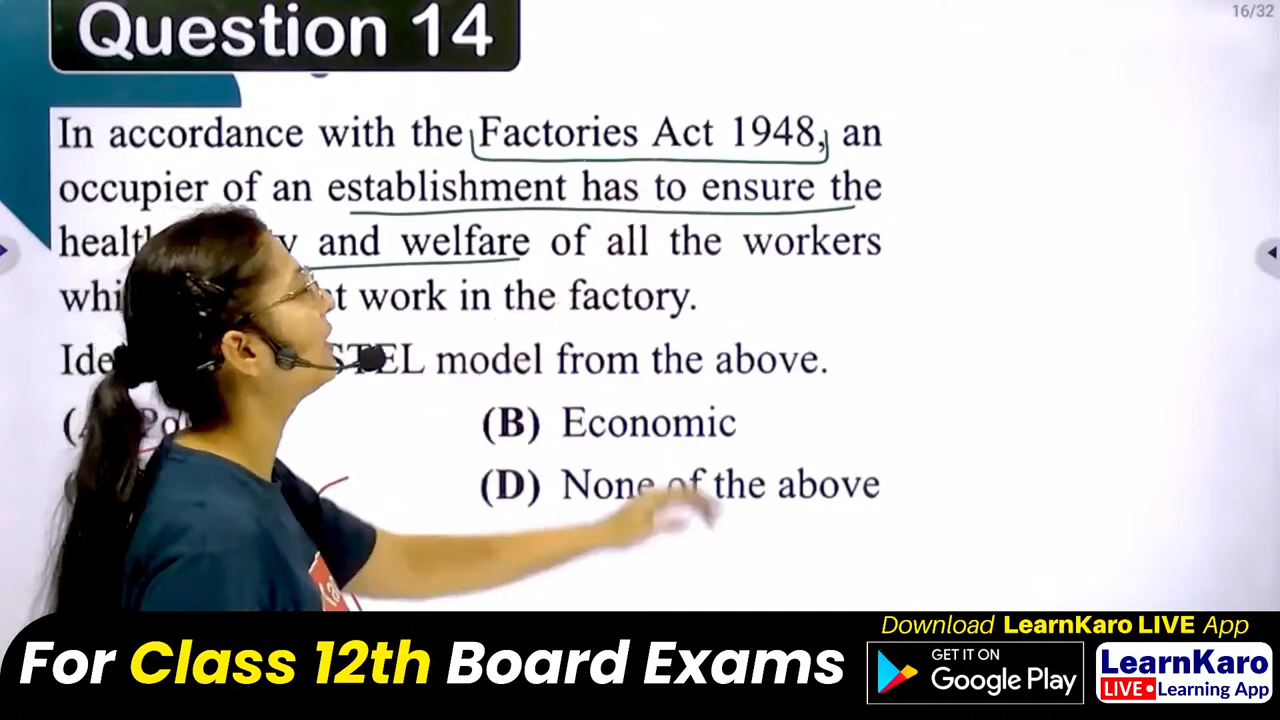 Question 14
16/32
In accordance with the Factories Act 1948, an
occupier of an establishment has to ensure the
and welfare of all the workers
work in the factory.
model from the above.
(B) Economic
(D) None of the above
For Class 12th Board Exams
Download LearnKaro LIVE App
GET IT ON
Google Play
LearnKaro
LIVE Learning App